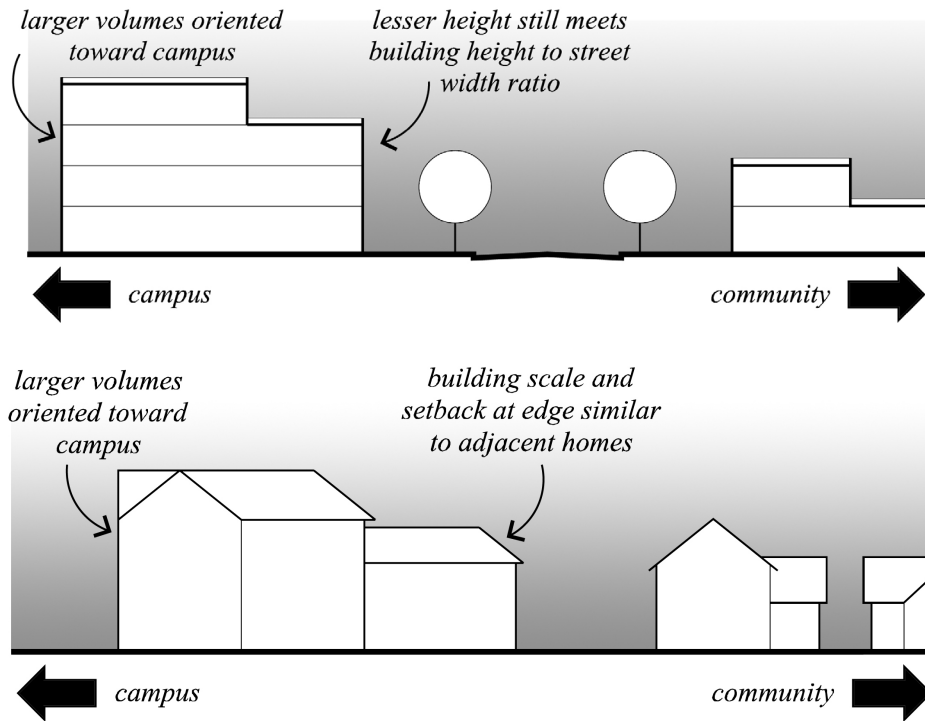 larger volumes oriented
toward campus
lesser height still meets
building height to street
width ratio
campus
community
larger volumes
oriented toward
campus
building scale and
setback at edge similar
to adjacent homes
campus
community